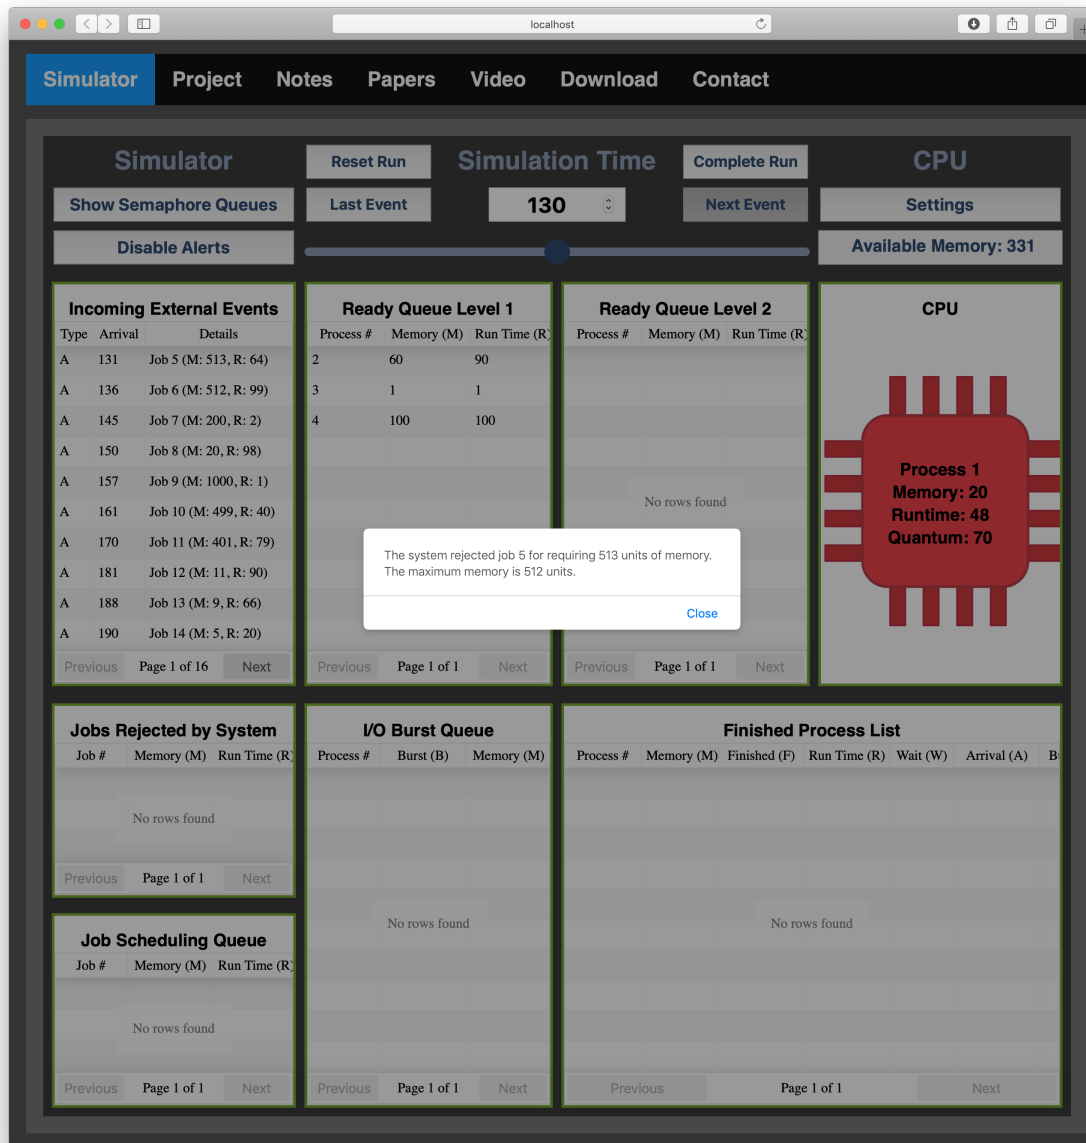 localhost
Simulator Project Notes Papers Video Download Contact
Simulator
Reset Run
Simulation Time
Complete Run
CPU
Show Semaphore Queues
Last Event
130
Next Event
Settings
Disable Alerts
Available Memory: 331
Incoming External Events
Type Arrival Details
A 131 Job 5 (M: 513, R: 64)
A 136 Job 6 (M: 512, R: 99)
A 145 Job 7 (M: 200, R: 2)
A 150 Job 8 (M: 20, R: 98)
A 157 Job 9 (M: 1000, R: 1)
A 161 Job 10 (M: 499, R: 40)
A 170 Job 11 (M: 401, R: 79)
A 181 Job 12 (M: 11, R: 90)
A 188 Job 13 (M: 9, R: 66)
A 190 Job 14 (M: 5, R: 20)
Previous Page 1 of 16 Next
Ready Queue Level 1
Process # Memory (M) Run Time (R)
2 60 90
3 1 1
4 100 100
Previous Page 1 of 1 Next
Ready Queue Level 2
Process # Memory (M) Run Time (R)
No rows found
Previous Page 1 of 1 Next
CPU
Process 1
Memory: 20
Runtime: 48
Quantum: 70
The system rejected job 5 for requiring 513 units of memory.
The maximum memory is 512 units.
Close
Jobs Rejected by System
Job # Memory (M) Run Time (R)
No rows found
Previous Page 1 of 1 Next
Job Scheduling Queue
Job # Memory (M) Run Time (R)
No rows found
Previous Page 1 of 1 Next
I/O Burst Queue
Process # Burst (B) Memory (M)
No rows found
Previous Page 1 of 1 Next
Finished Process List
Process # Memory (M) Finished (F) Run Time (R) Wait (W) Arrival (A)
No rows found
Previous Page 1 of 1 Next